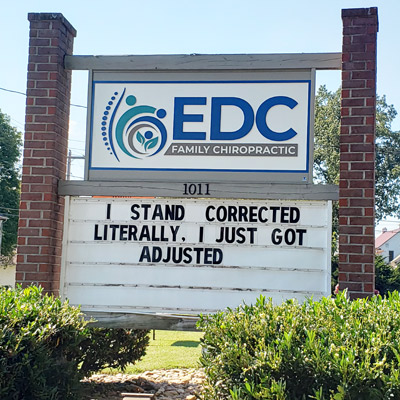 EDC
FAMILY CHIROPRACTIC
1011
I STAND CORRECTED
LITERALLY, I JUST GOT
ADJUSTED